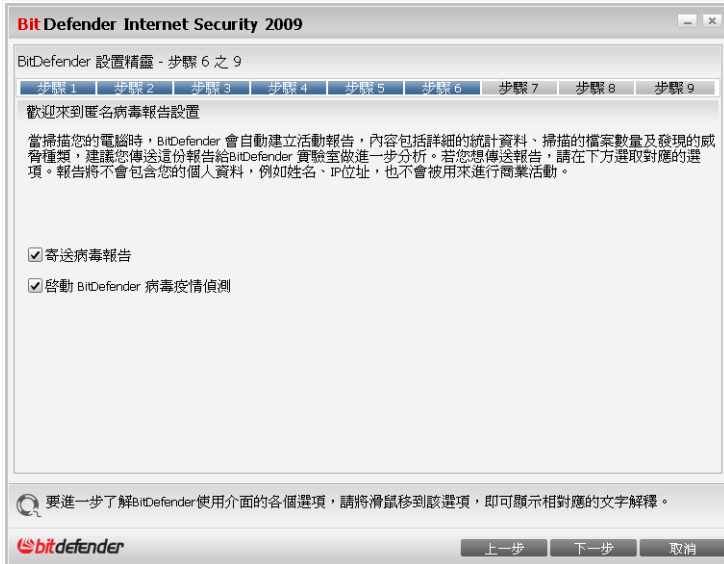 BitDefender Internet Security 2009
BitDefender 設置精靈 - 步驟 6 之 9
步驟 1 步驟 2 步驟 3 步驟 4 步驟 5 步驟 6 步驟 7 步驟 8 步驟 9
歡迎來到匿名病毒報告設置
當掃描您的電腦時，BitDefender 會自動建立活動報告，內容包括詳細的統計資料、掃描的檔案數量及發現的威
脅種類，建議您傳送這份報告給BitDefender 實驗室做進一步分析。若您想傳送報告，請在下方選取對應的選
項。報告將不會包含您的個人資料，例如姓名、IP位址，也不會被用來進行商業活動。
寄送病毒報告
啓動 BitDefender 病毒疫情偵測
要進一步了解BitDefender使用介面的各個選項，請將滑鼠移到該選項，即可顯示相對應的文字解釋。
bitdefender
上一步 下一步 取消